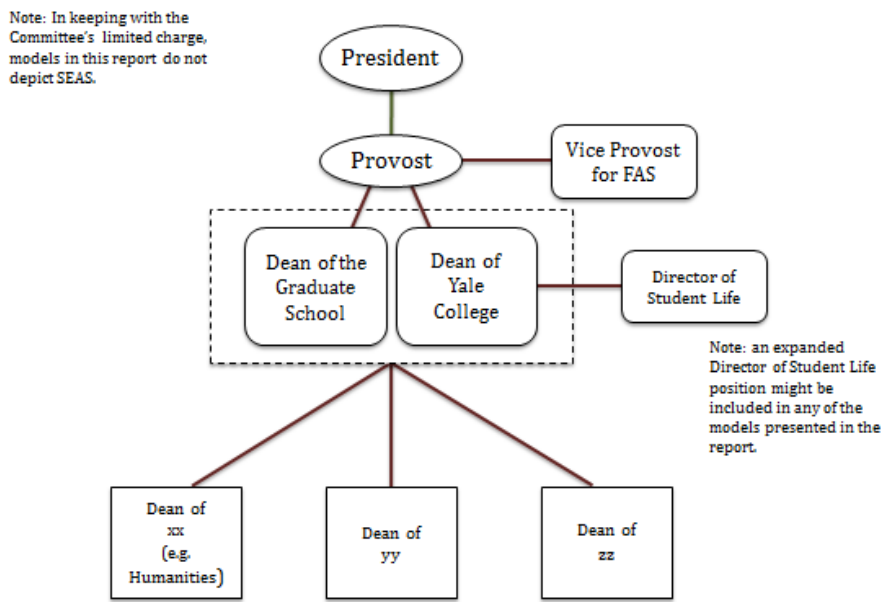 Note: In keeping with the
Committee's limited charge,
models in this report do not
depict SEAS.
President
Provost
Vice Provost
for FAS
Dean of the
Graduate
School
Dean of
Yale
College
Director of
Student Life
Note: an expanded
Director of Student Life
position might be
included in any of the
models presented in the
report.
Dean of
xx
(e.g.
Humanities)
Dean of
yy
Dean of
zz